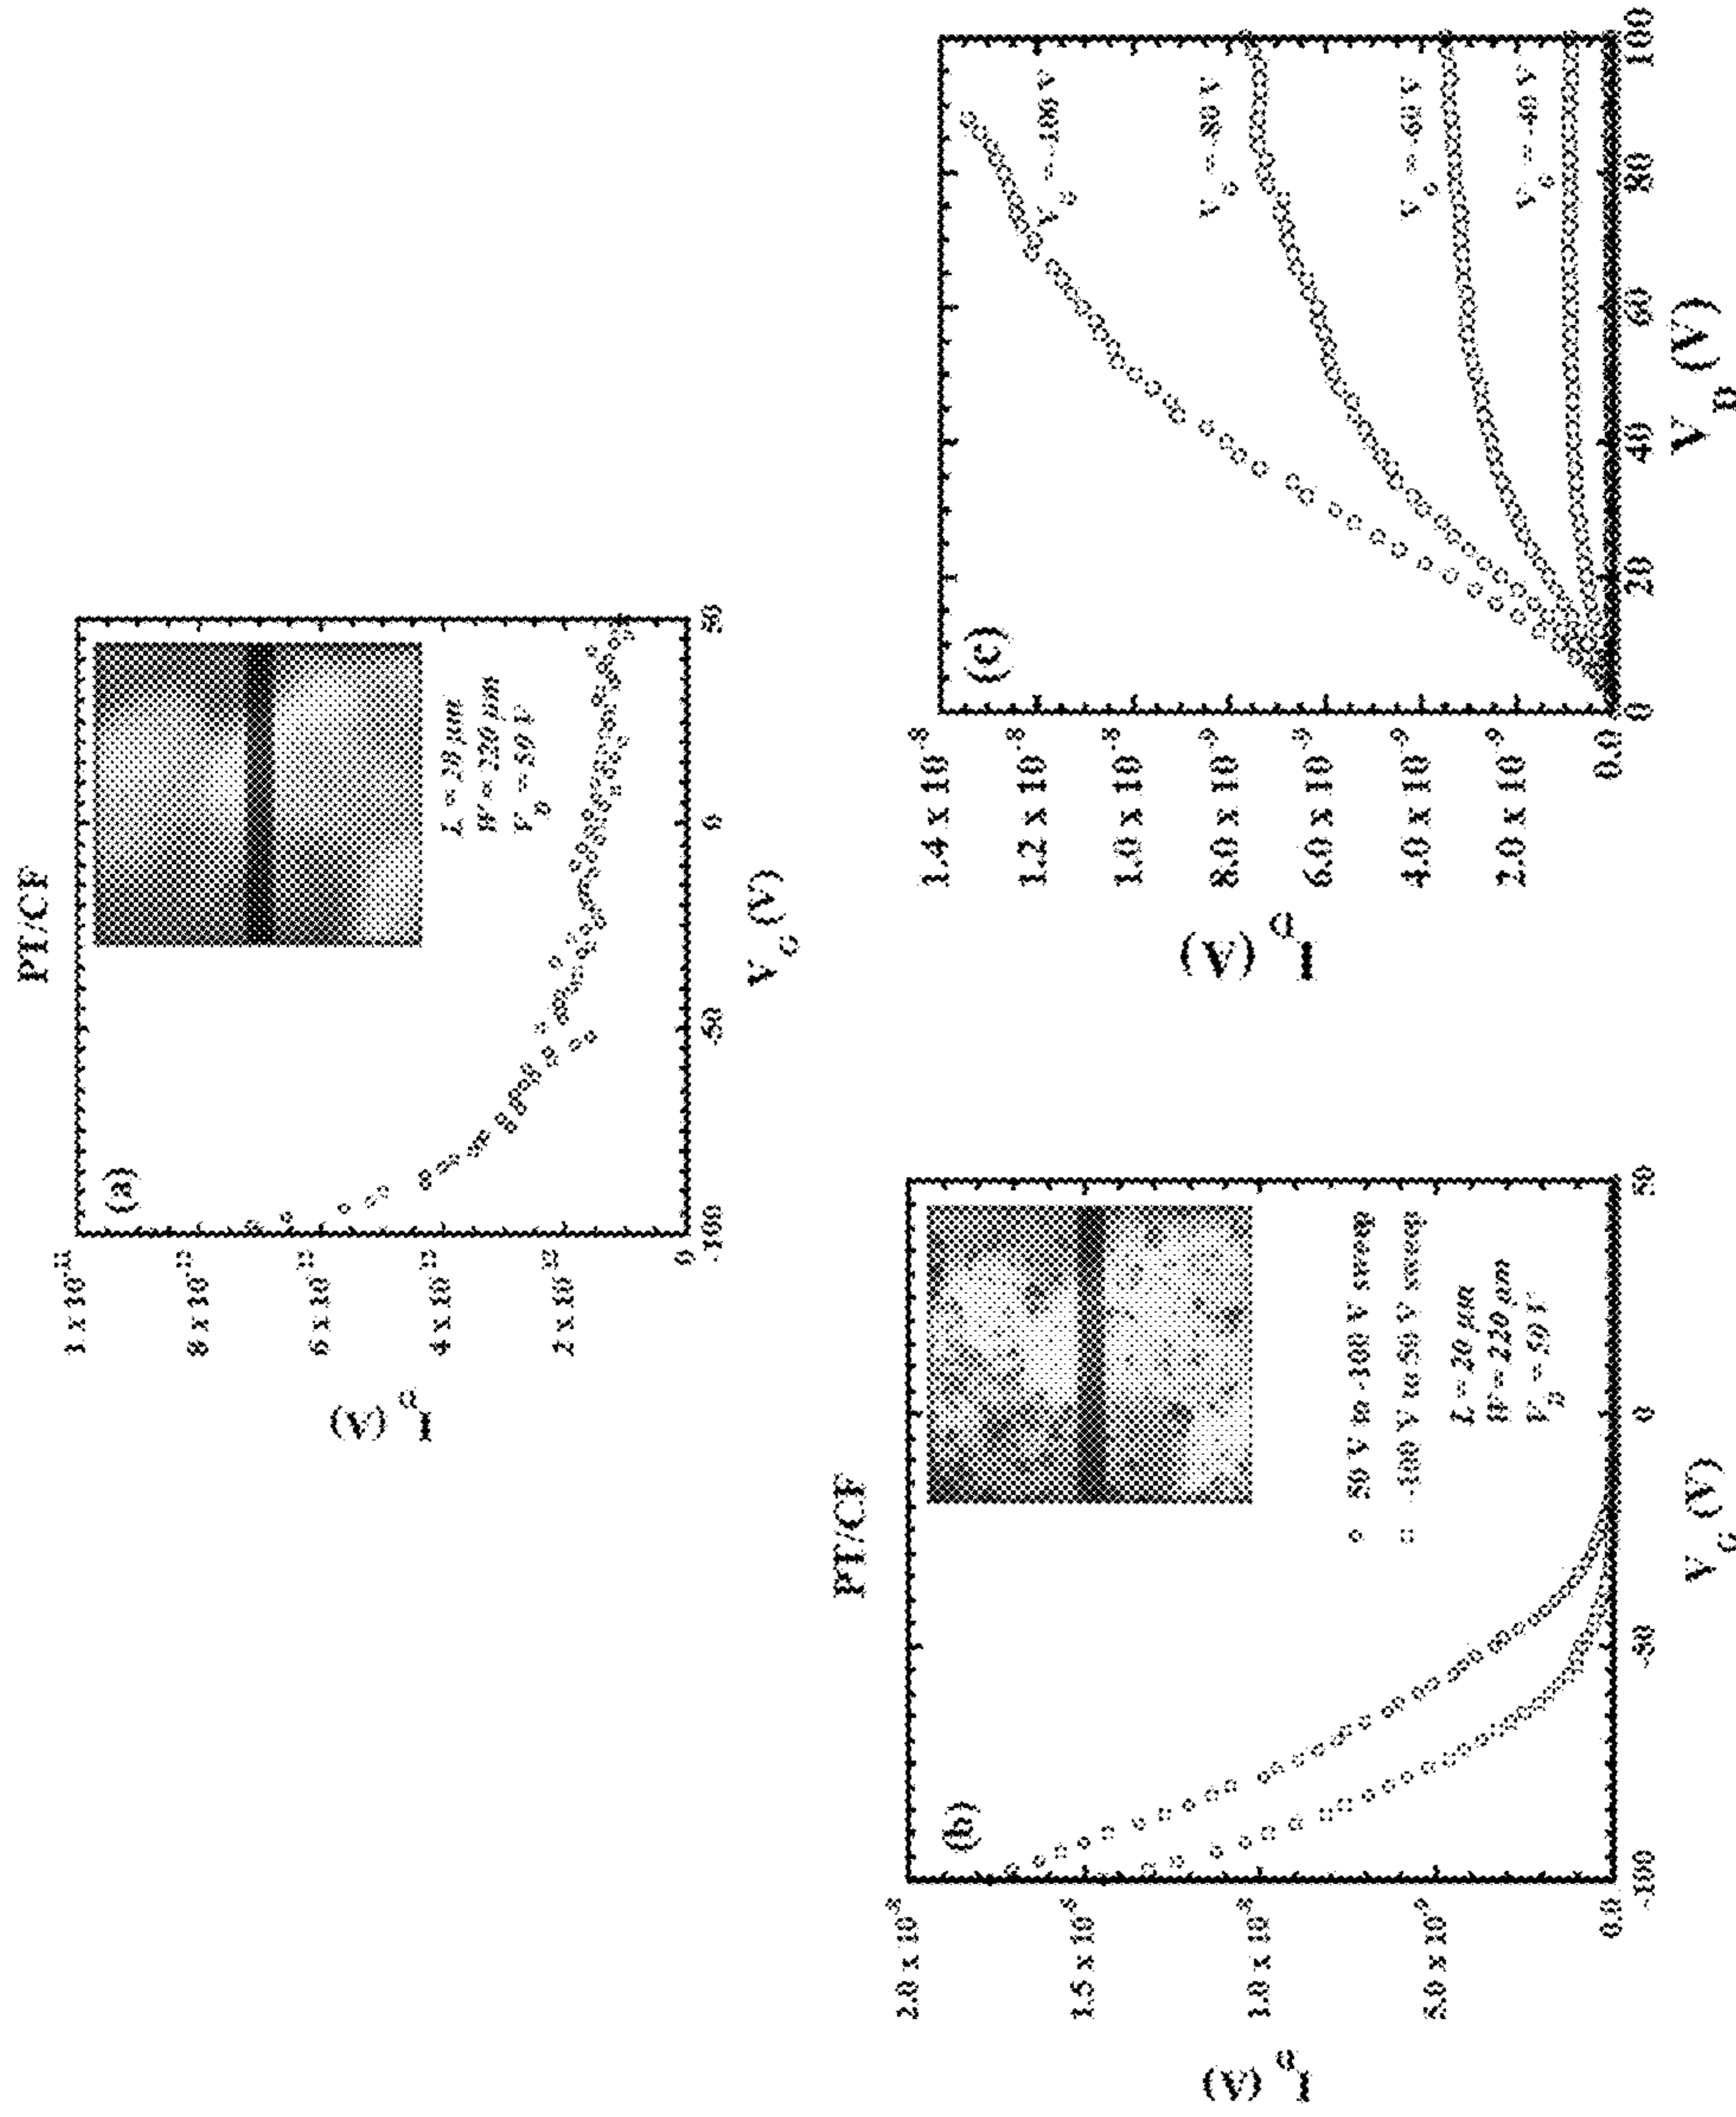 PT/CF
(a)
1 x 10
8 x 10
6 x 10
4 x 10
2 x 10
0
-100
-50
0
50
I_D (A)
V_G (V)
L = 20 μm
W = 220 μm
V_D = 50 V
PT/CF
(b)
2.0 x 10^-8
1.5 x 10^-8
1.0 x 10^-8
5.0 x 10^-9
0.0
-100
-50
0
50
I_D (A)
V_G (V)
50 V to -100 V sweep
-100 V to 50 V sweep
L = 20 μm
W = 220 μm
V_D = 50 V
(c)
1.4 x 10^-8
1.2 x 10^-8
1.0 x 10^-8
8.0 x 10^-9
6.0 x 10^-9
4.0 x 10^-9
2.0 x 10^-9
0.0
0
20
40
60
80
100
I_D (A)
V_D (V)
V_G = -100 V
V_G = -80 V
V_G = -60 V
V_G = -40 V